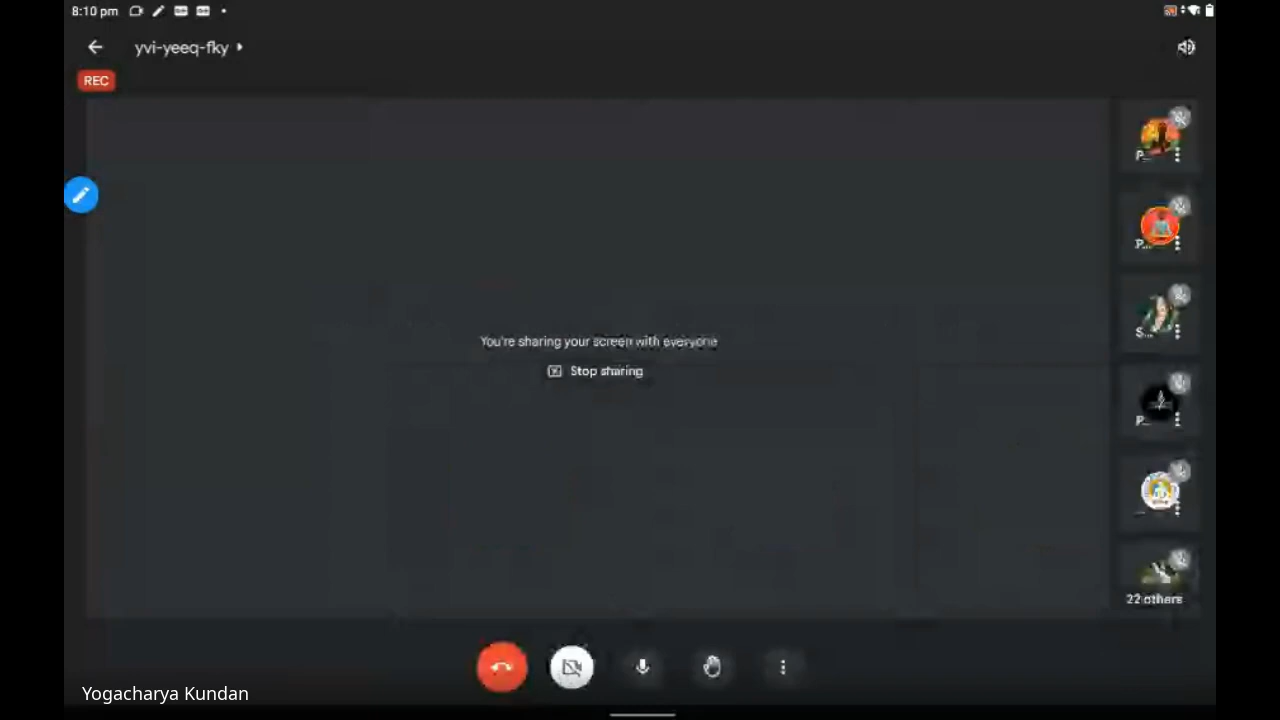 8:10 pm
yvi-yeeq-fky
REC
P...
P...
You're sharing your screen with everyone
S...
Stop sharing
P...
22 others
Yogacharya Kundan